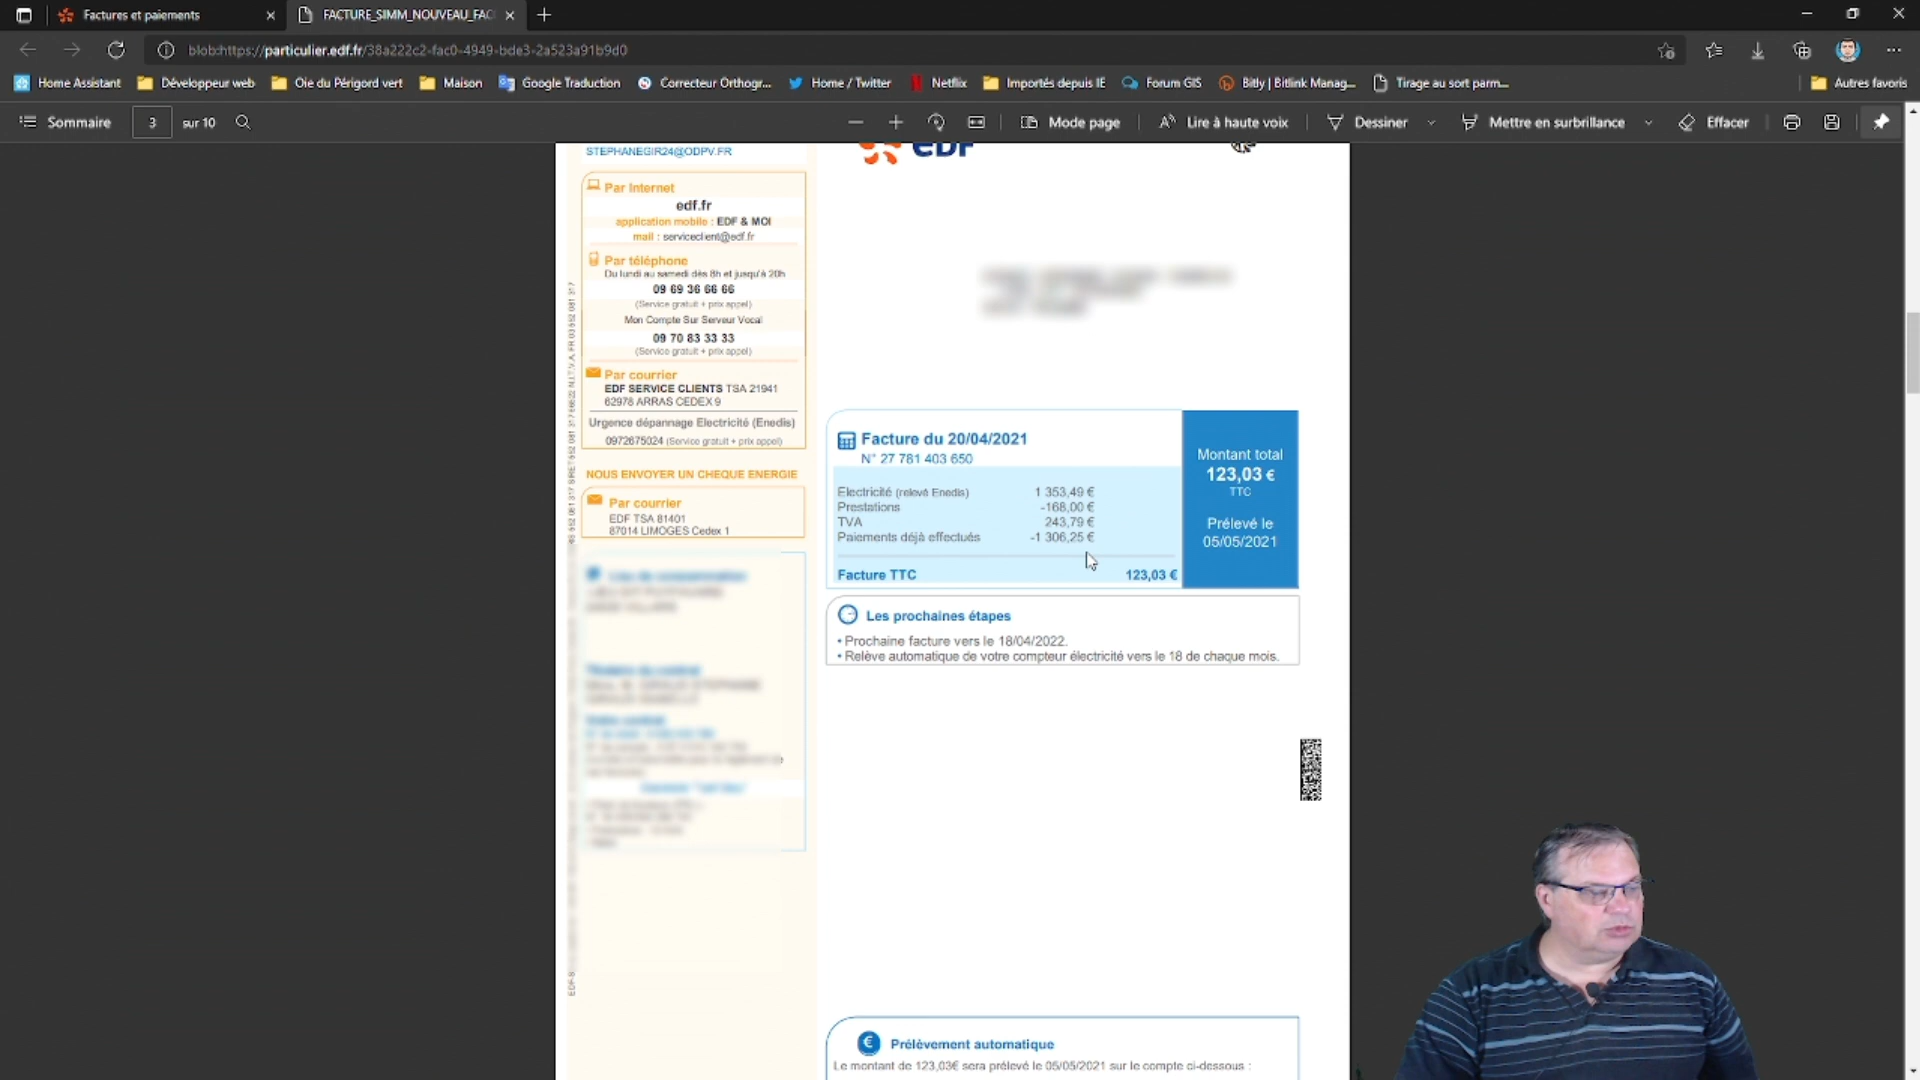 Factures et paiements
FACTURE_SIMM_NOUVEAU_FAC
blob:https://particulier.edf.fr/38a222c2-fac0-4949-bde3-2a523a91b9d0
Home Assistant
Développeur web
Oie du Périgord vert
Maison
Google Traduction
Correcteur Orthogr...
Home / Twitter
Netflix
Importés depuis IE
Forum GIS
Bitly | Bitlink Manag...
Tirage au sort parm...
Autres favoris
Sommaire
3
sur 10
Mode page
Lire à haute voix
Dessiner
Mettre en surbrillance
Effacer
STEPHANEGIR24@ODPV.FR
EDF
Par Internet
edf.fr
application mobile : EDF & MOI
mail : serviceclient@edf.fr
Par téléphone
Du lundi au samedi dès 8h et jusqu'à 20h
09 69 36 66 66
(Service gratuit + prix appel)
Mon Compte Sur Serveur Vocal
09 70 83 33 33
(Service gratuit + prix appel)
Par courrier
EDF SERVICE CLIENTS TSA 21941
62978 ARRAS CEDEX 9
Urgence dépannage Electricité (Enedis)
0972675024 (Service gratuit + prix appel)
NOUS ENVOYER UN CHEQUE ENERGIE
Par courrier
EDF TSA 81401
87014 LIMOGES Cedex 1
Facture du 20/04/2021
N° 27 781 403 650
Electricité (relevé Enedis) 1 353,49 €
Prestations -168,00 €
TVA 243,79 €
Paiements déjà effectués -1 306,25 €
Facture TTC 123,03 €
Montant total
123,03 €
TTC
Prélevé le
05/05/2021
Les prochaines étapes
• Prochaine facture vers le 18/04/2022.
• Relève automatique de votre compteur électricité vers le 18 de chaque mois.
Prélèvement automatique
Le montant de 123,03€ sera prélevé le 05/05/2021 sur le compte ci-dessous :